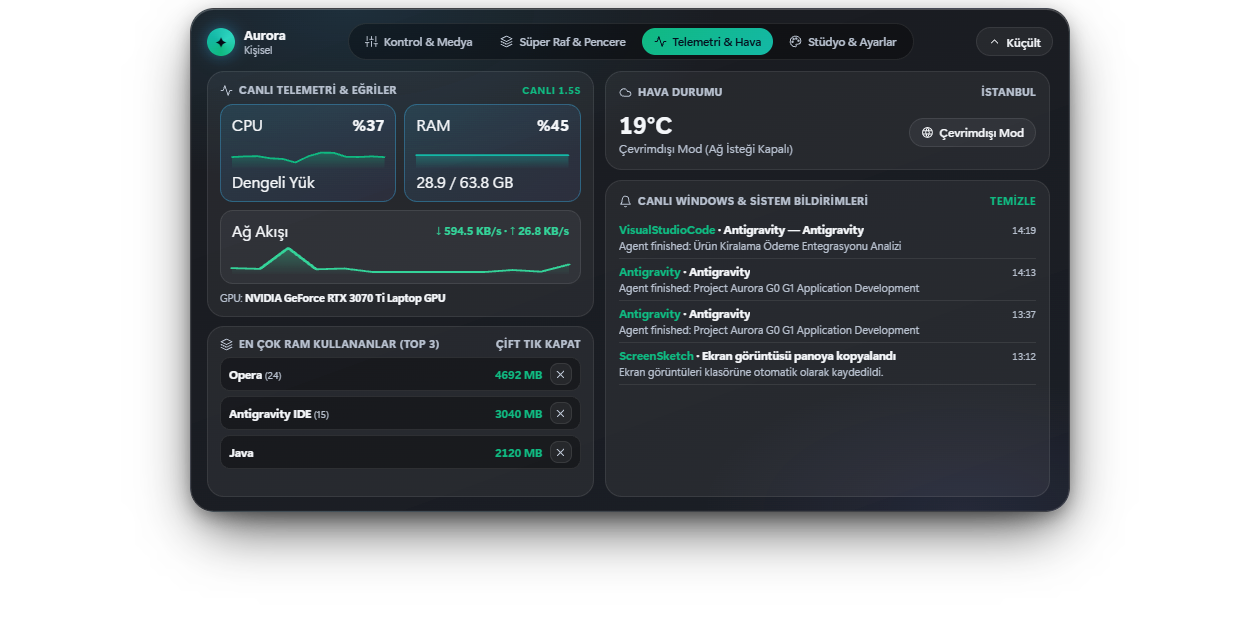 Aurora
Kişisel
Kontrol & Medya
Süper Raf & Pencere
Telemetri & Hava
Stüdyo & Ayarlar
Küçült
CANLI TELEMETRİ & EĞRİLER
CANLI 1.5S
CPU %37
Dengeli Yük
RAM %45
28.9 / 63.8 GB
Ağ Akışı
↓ 594.5 KB/s · ↑ 26.8 KB/s
GPU: NVIDIA GeForce RTX 3070 Ti Laptop GPU
EN ÇOK RAM KULLANANLAR (TOP 3)
ÇİFT TIK KAPAT
Opera (24) 4692 MB
Antigravity IDE (15) 3040 MB
Java 2120 MB
HAVA DURUMU
İSTANBUL
19°C
Çevrimdışı Mod (Ağ İsteği Kapalı)
Çevrimdışı Mod
CANLI WİNDOWS & SİSTEM BİLDİRİMLERİ
TEMİZLE
VisualStudioCode · Antigravity — Antigravity 14:19
Agent finished: Ürün Kiralama Ödeme Entegrasyonu Analizi
Antigravity · Antigravity 14:13
Agent finished: Project Aurora G0 G1 Application Development
Antigravity · Antigravity 13:37
Agent finished: Project Aurora G0 G1 Application Development
ScreenSketch · Ekran görüntüsü panoya kopyalandı 13:12
Ekran görüntüleri klasörüne otomatik olarak kaydedildi.